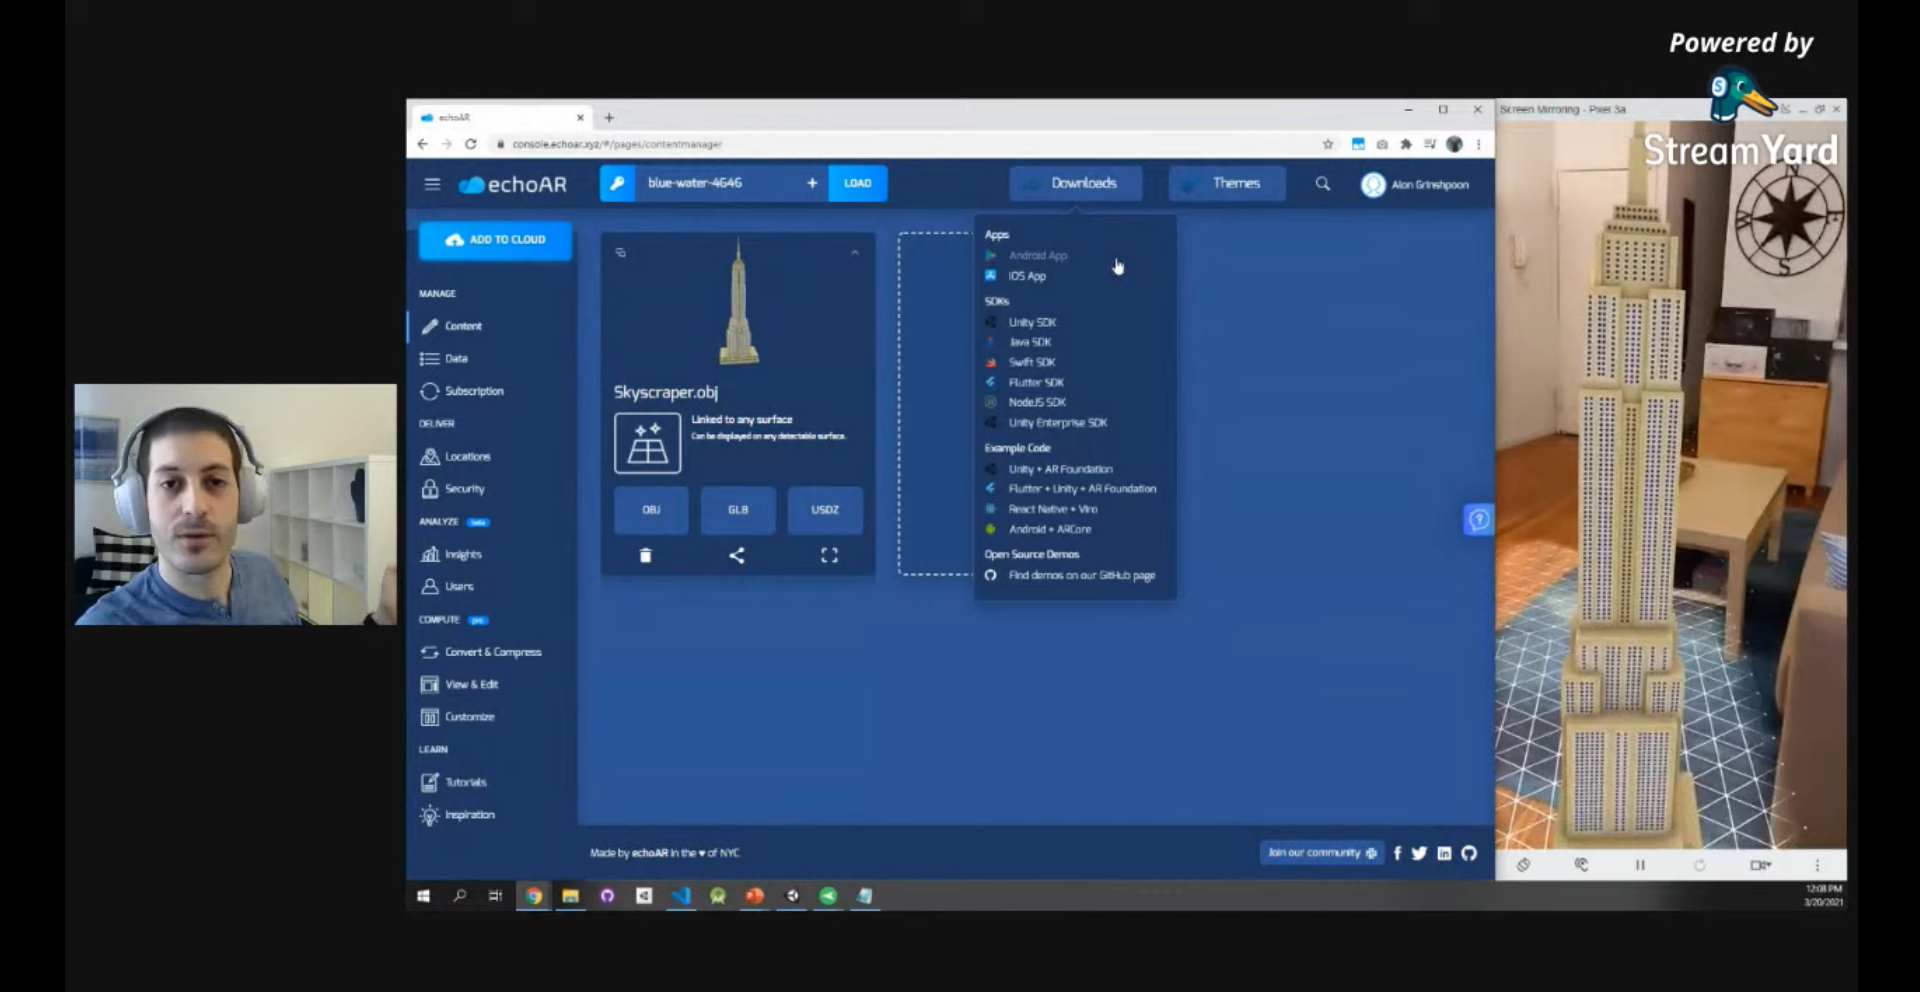 Powered by
StreamYard
echoAR
console.echoar.xyz/#/pages/contentmanager
Screen Mirroring - Pixel 3a
echoAR
blue-water-4646
+
LOAD
Downloads
Themes
Alon Grinshpoon
ADD TO CLOUD
MANAGE
Content
Data
Subscription
DELIVER
Locations
Security
ANALYZE beta
Insights
Users
COMPUTE pro
Convert & Compress
View & Edit
Customize
LEARN
Tutorials
Inspiration
Skyscraper.obj
Linked to any surface
Can be displayed on any detectable surface.
OBJ
GLB
USDZ
Apps
Android App
iOS App
SDKs
Unity SDK
Java SDK
Swift SDK
Flutter SDK
NodeJS SDK
Unity Enterprise SDK
Example Code
Unity + AR Foundation
Flutter + Unity + AR Foundation
React Native + Viro
Android + ARCore
Open Source Demos
Find demos on our GitHub page
N
E
S
W
Made by echoAR in the ♥ of NYC
Join our community
12:08 PM
3/20/2021